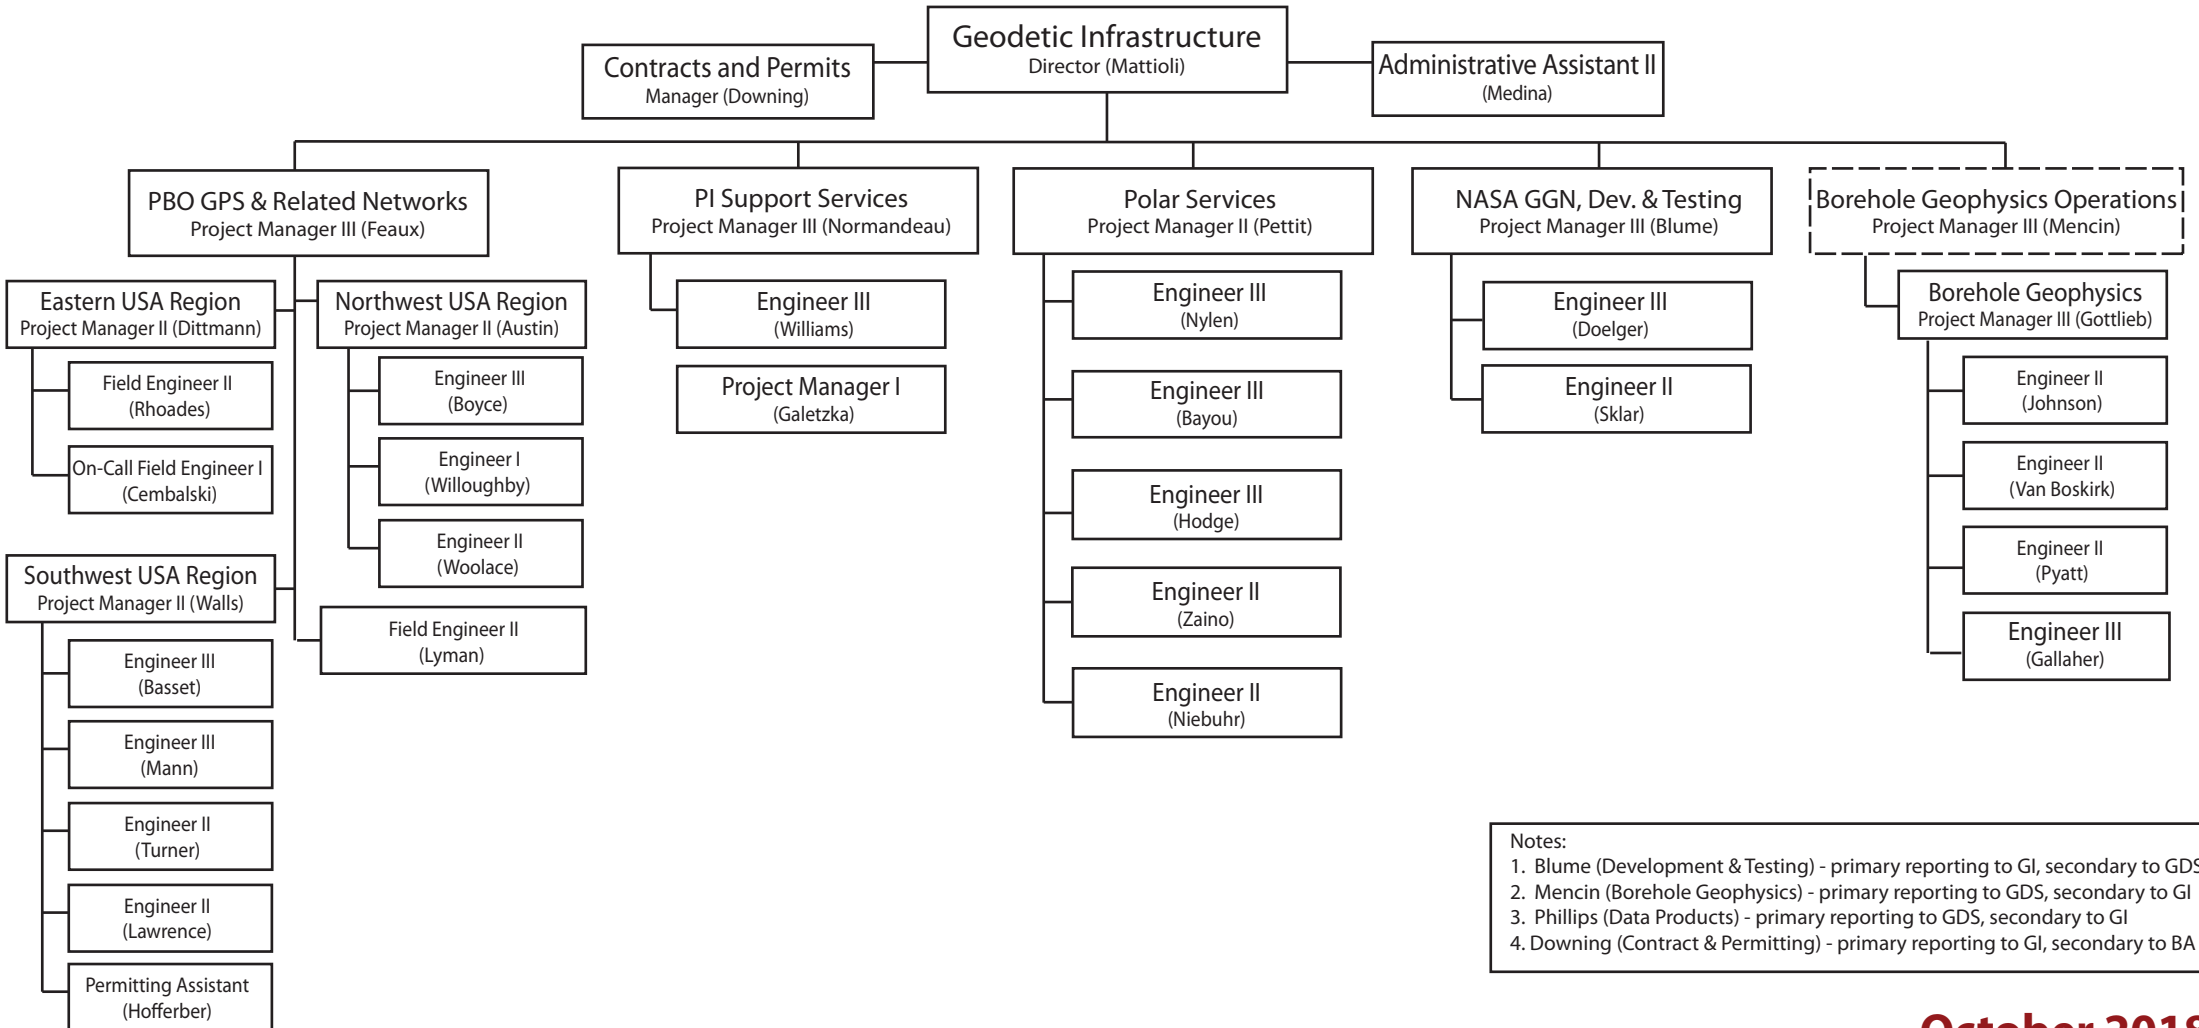 Geodetic Infrastructure
Director (Mattioli)
Contracts and Permits
Manager (Downing)
Administrative Assistant II
(Medina)
PBO GPS & Related Networks
Project Manager III (Feaux)
Eastern USA Region
Project Manager II (Dittmann)
Field Engineer II
(Rhoades)
On-Call Field Engineer I
(Cembalski)
Southwest USA Region
Project Manager II (Walls)
Engineer III
(Basset)
Engineer III
(Mann)
Engineer II
(Turner)
Engineer II
(Lawrence)
Permitting Assistant
(Hofferber)
Northwest USA Region
Project Manager II (Austin)
Engineer III
(Boyce)
Engineer I
(Willoughby)
Engineer II
(Woolace)
Field Engineer II
(Lyman)
PI Support Services
Project Manager III (Normandeau)
Engineer III
(Williams)
Project Manager I
(Galetzka)
Polar Services
Project Manager II (Pettit)
Engineer III
(Nylen)
Engineer III
(Bayou)
Engineer III
(Hodge)
Engineer II
(Zaino)
Engineer II
(Niebuhr)
NASA GGN, Dev. & Testing
Project Manager III (Blume)
Engineer III
(Doelger)
Engineer II
(Sklar)
Borehole Geophysics Operations
Project Manager III (Mencin)
Borehole Geophysics
Project Manager III (Gottlieb)
Engineer II
(Johnson)
Engineer II
(Van Boskirk)
Engineer II
(Pyatt)
Engineer III
(Gallaher)
Notes:
1. Blume (Development & Testing) - primary reporting to GI, secondary to GDS
2. Mencin (Borehole Geophysics) - primary reporting to GDS, secondary to GI
3. Phillips (Data Products) - primary reporting to GDS, secondary to GI
4. Downing (Contract & Permitting) - primary reporting to GI, secondary to BA
October 2018